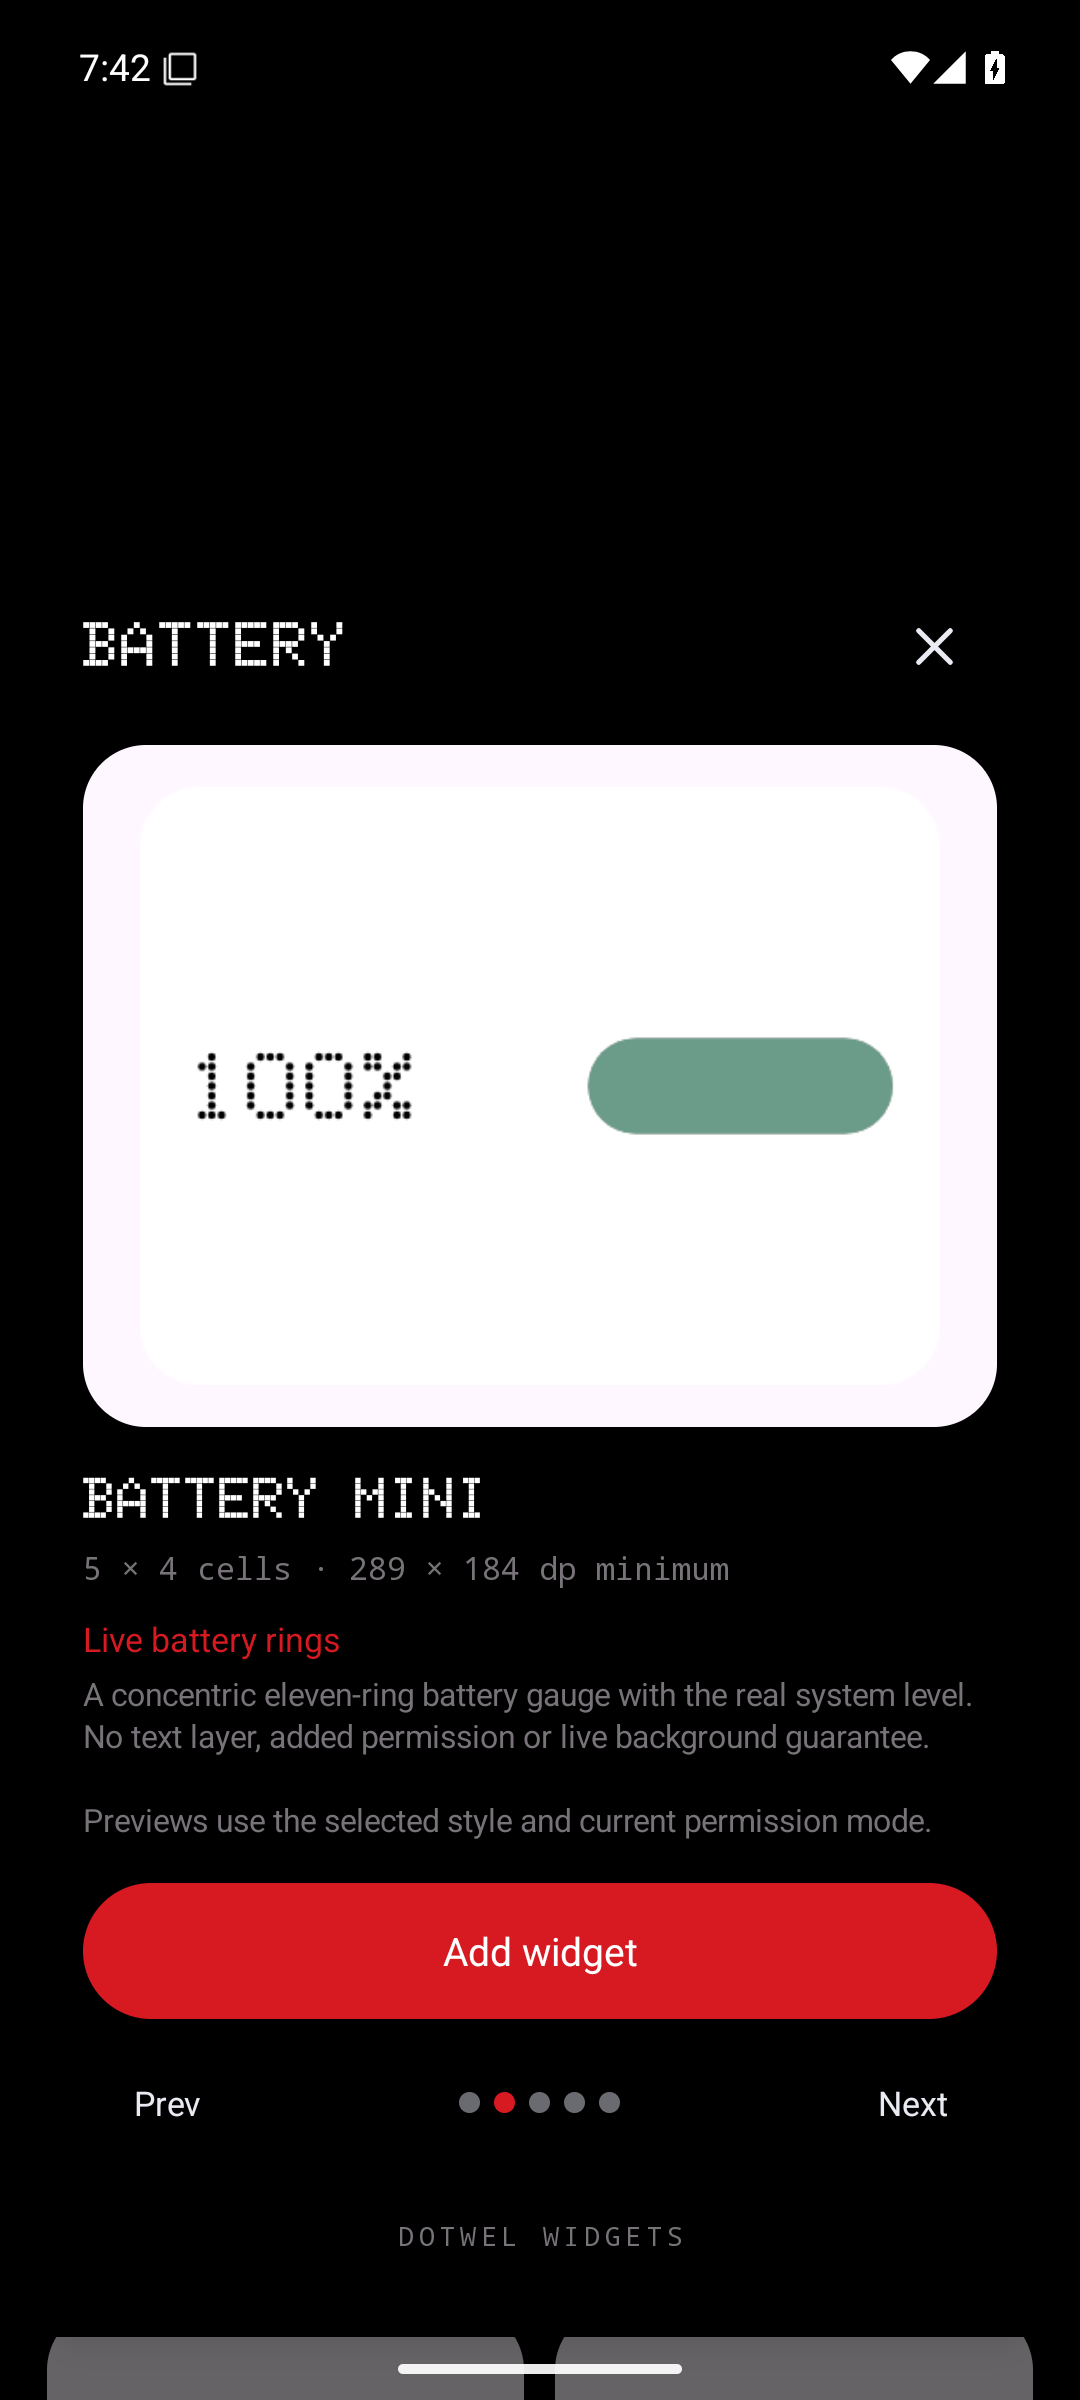 7:42
BATTERY
100%
BATTERY MINI
5 × 4 cells · 289 × 184 dp minimum
Live battery rings
A concentric eleven-ring battery gauge with the real system level.
No text layer, added permission or live background guarantee.
Previews use the selected style and current permission mode.
Add widget
Prev
Next
DOTWEL WIDGETS